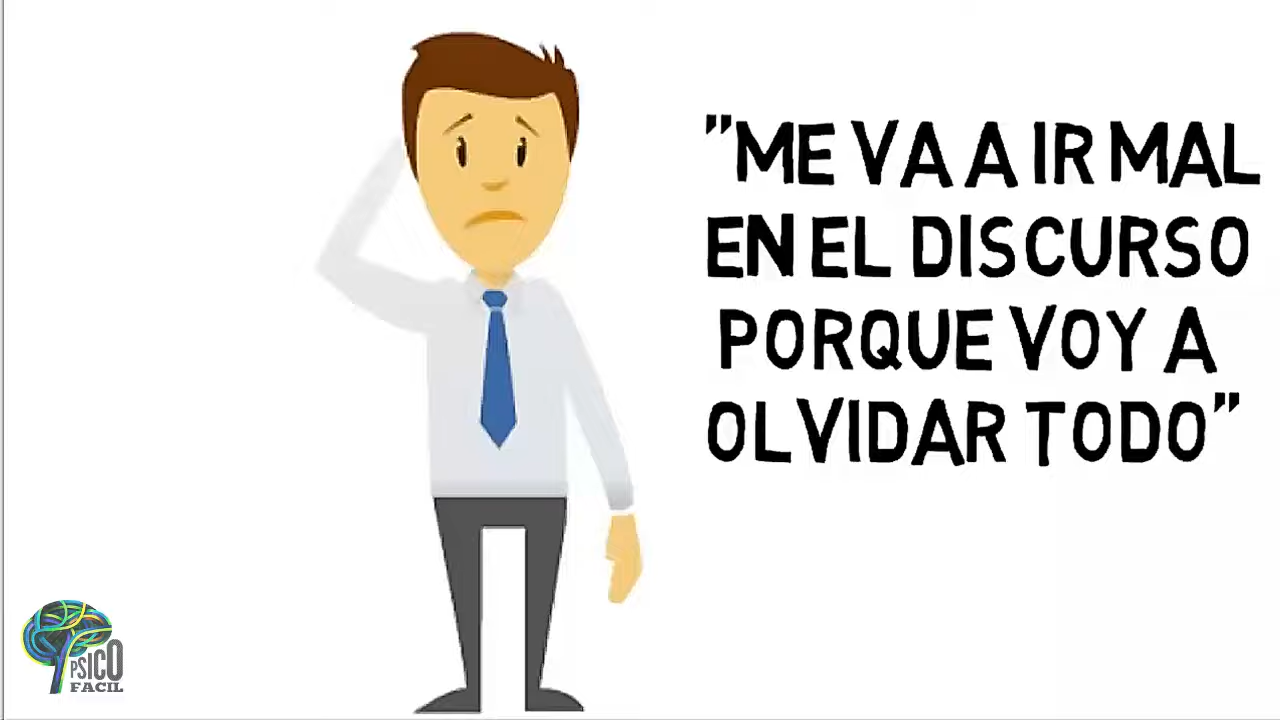 "ME VA A IR MAL
EN EL DISCURSO
PORQUE VOY A
OLVIDAR TODO"
PSICO
FACIL